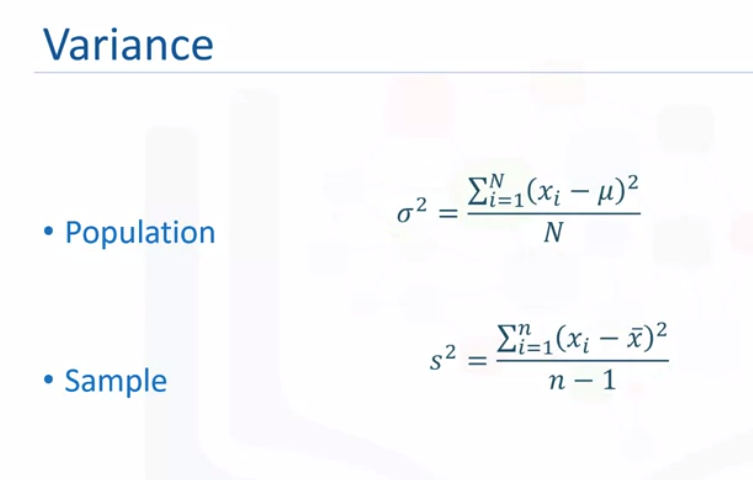 Variance
• Population
σ² = ∑ᵢ₌₁ᴺ(xᵢ − μ)² / N
• Sample
s² = ∑ᵢ₌₁ⁿ(xᵢ − x̄)² / n − 1